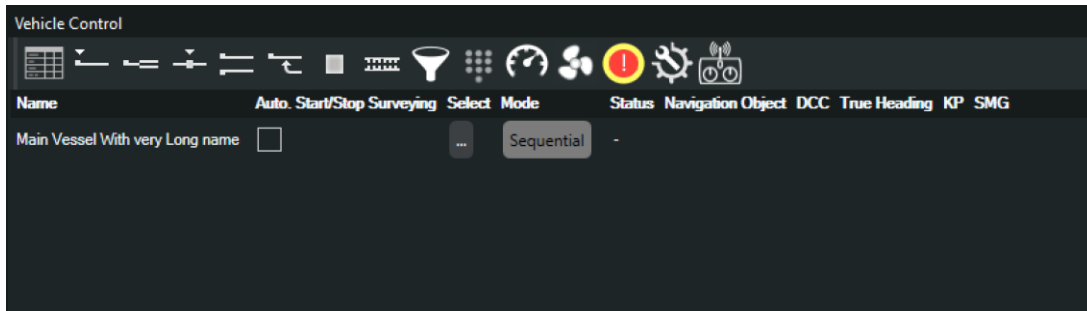 Vehicle Control
Name Auto. Start/Stop Surveying Select Mode Status Navigation Object DCC True Heading KP SMG
Main Vessel With very Long name ... Sequential -